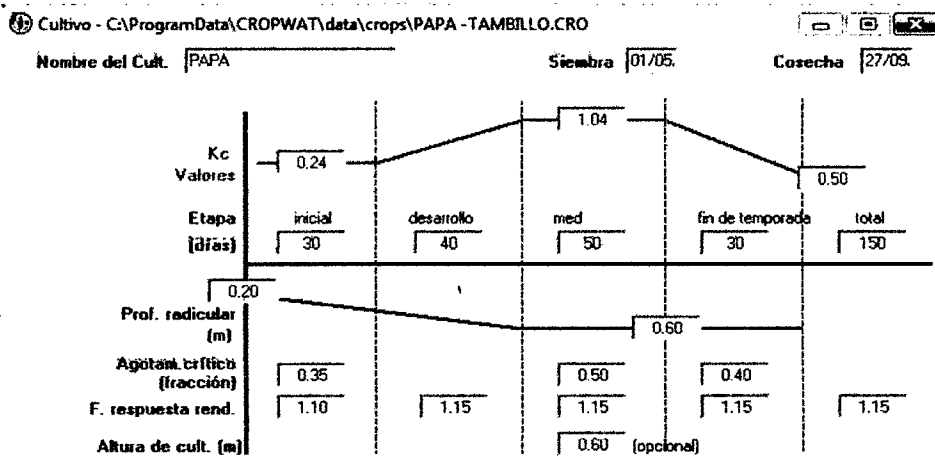 Cultivo - C:\ProgramData\CROPWAT\data\crops\PAPA -TAMBILLO.CRO
Nombre del Cult. PAPA Siembra 01/05. Cosecha 27/09.
1.04
Kc 0.24
Valores 0.50
Etapa inicial desarrollo med fin de temporada total
(días) 30 40 50 30 150
0.20
Prof. radicular 0.60
(m)
Agotam. crítico 0.35 0.50 0.40
(fracción)
F. respuesta rend. 1.10 1.15 1.15 1.15 1.15
Altura de cult. (m) 0.60 (opcional)